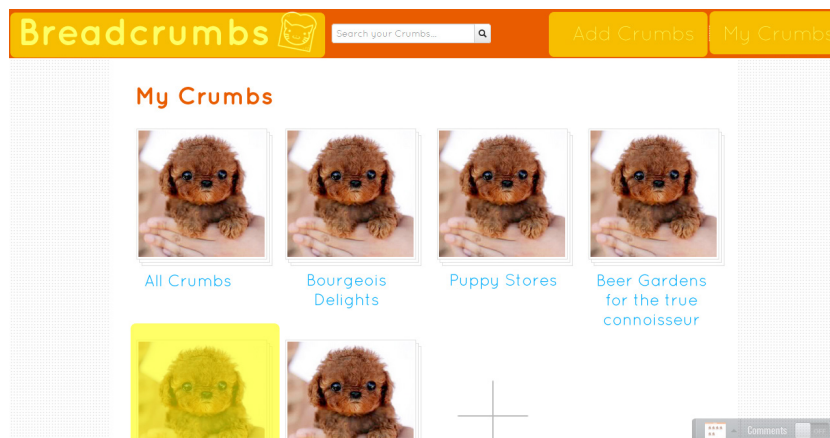 Breadcrumbs
Search your Crumbs...
Add Crumbs
My Crumbs
My Crumbs
All Crumbs
Bourgeois
Delights
Puppy Stores
Beer Gardens
for the true
connoisseur
Comments